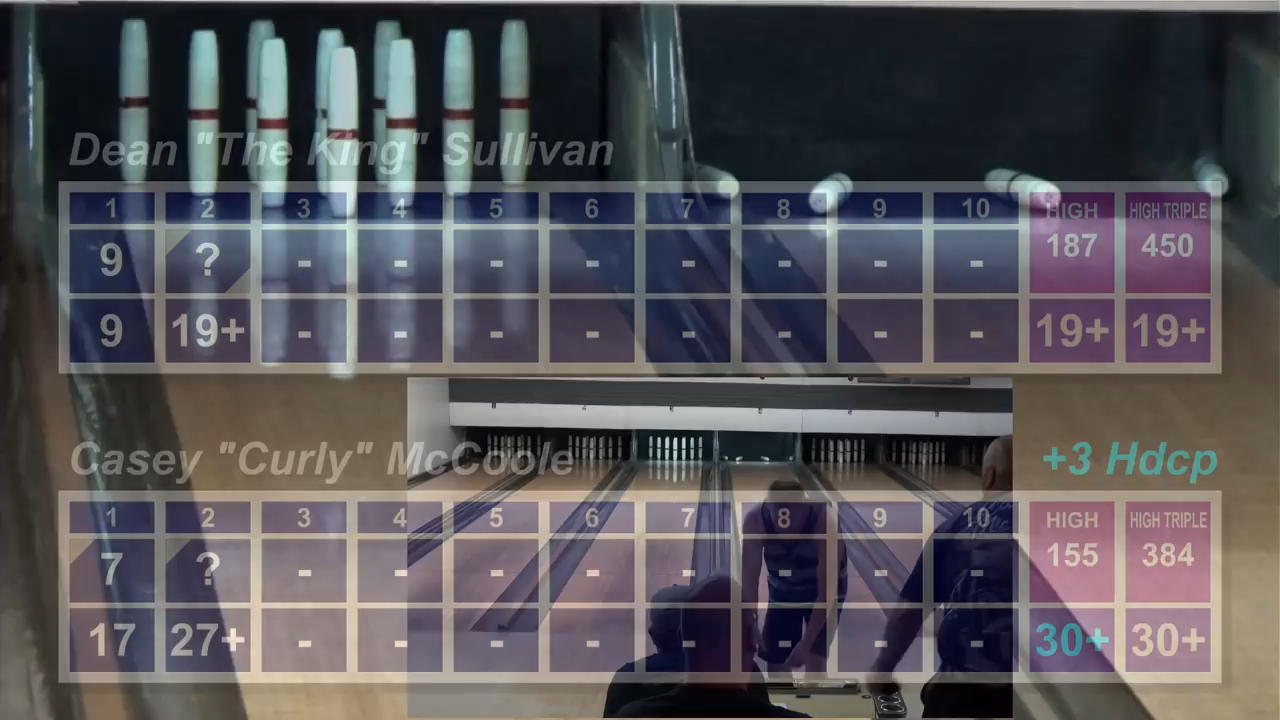 Dean "The King" Sullivan
1 2 3 4 5 6 7 8 9 10 HIGH HIGH TRIPLE
9 ? - - - - - - - - 187 450
9 19+ - - - - - - - - 19+ 19+
Casey "Curly" McCoole +3 Hdcp
1 2 3 4 5 6 7 8 9 10 HIGH HIGH TRIPLE
7 ? - - - - - - - - 155 384
17 27+ - - - - - - - - 30+ 30+